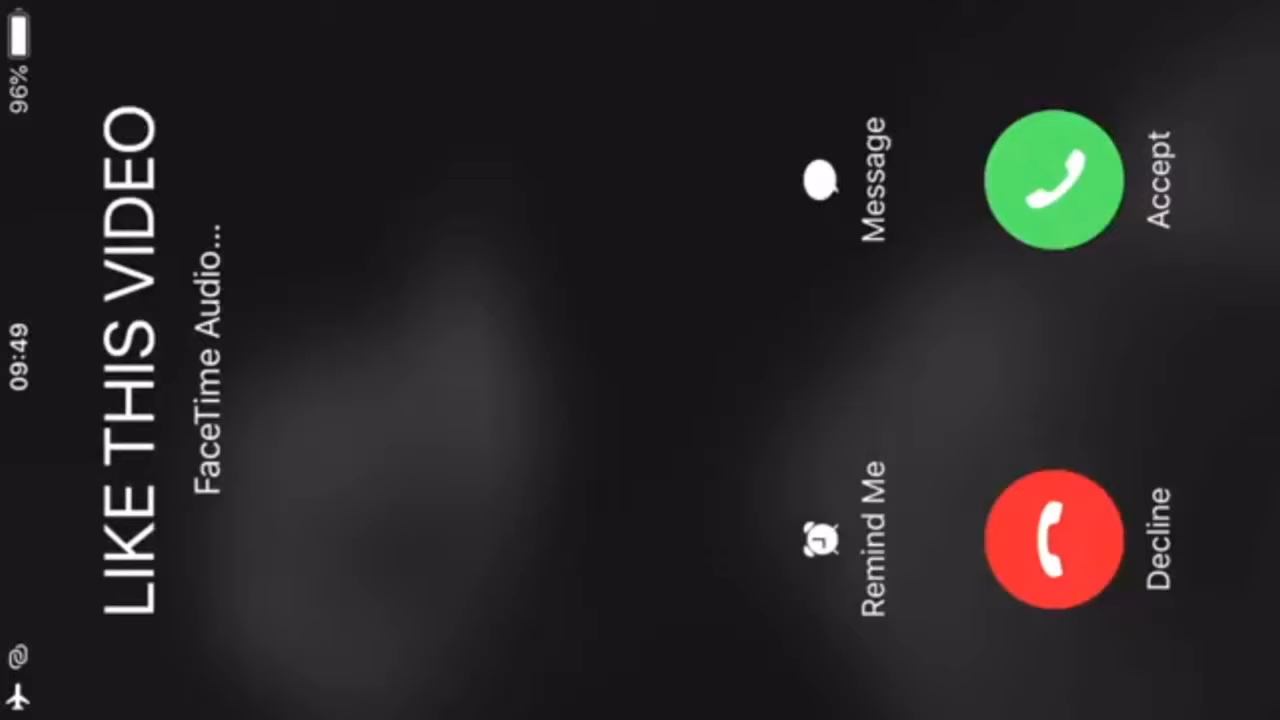 09:49
96%
LIKE THIS VIDEO
FaceTime Audio...
Remind Me
Message
Decline
Accept